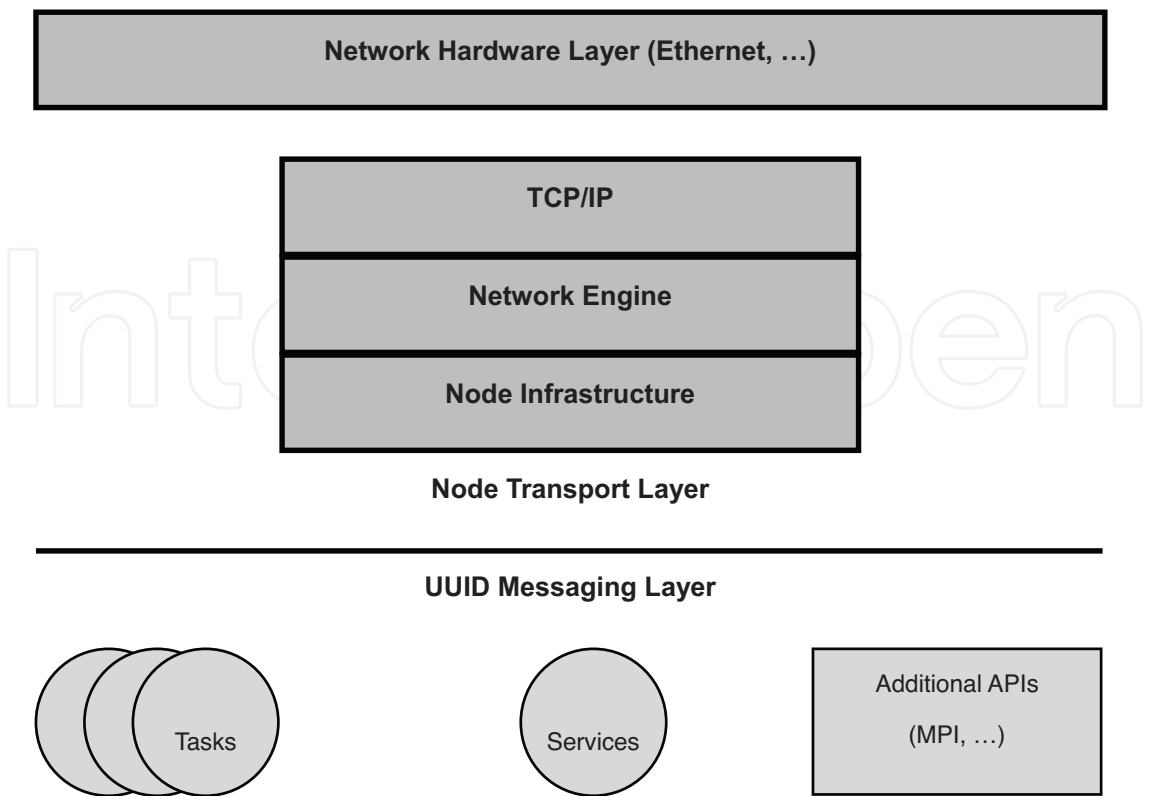 Network Hardware Layer (Ethernet, …)
TCP/IP
Network Engine
Node Infrastructure
Node Transport Layer
UUID Messaging Layer
Tasks
Services
Additional APIs
(MPI, …)